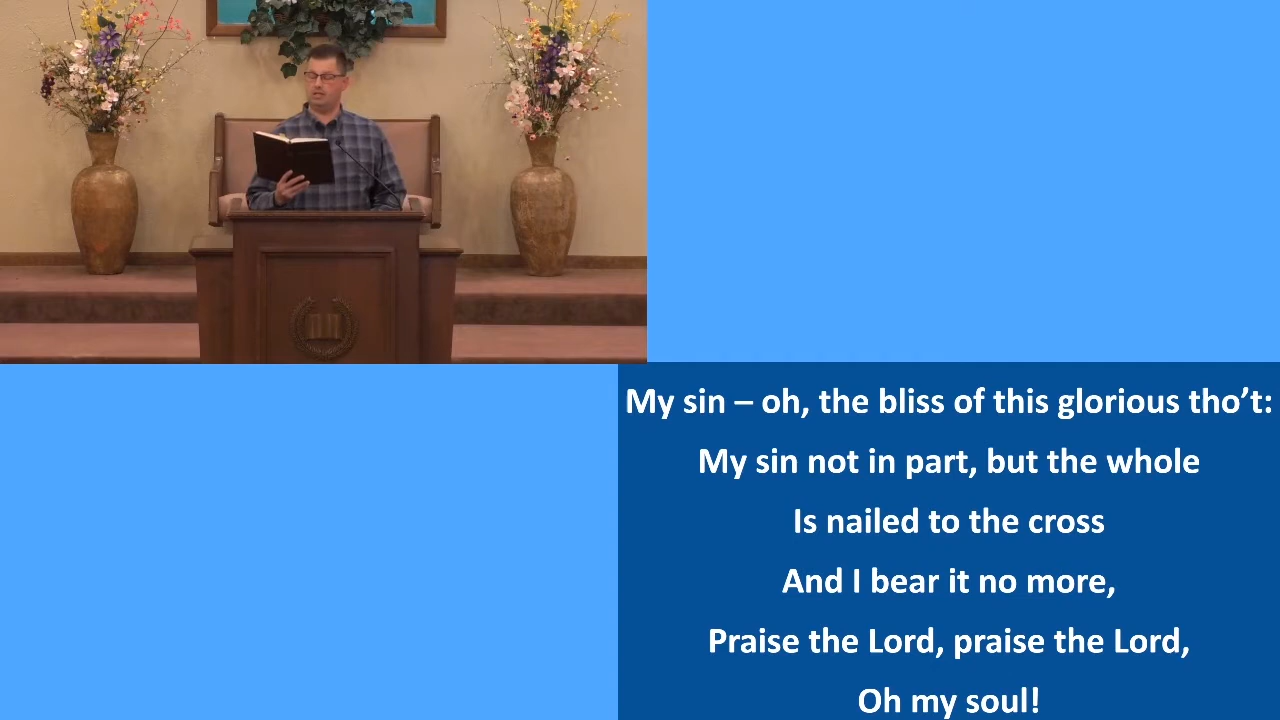 My sin – oh, the bliss of this glorious tho’t:
My sin not in part, but the whole
Is nailed to the cross
And I bear it no more,
Praise the Lord, praise the Lord,
Oh my soul!